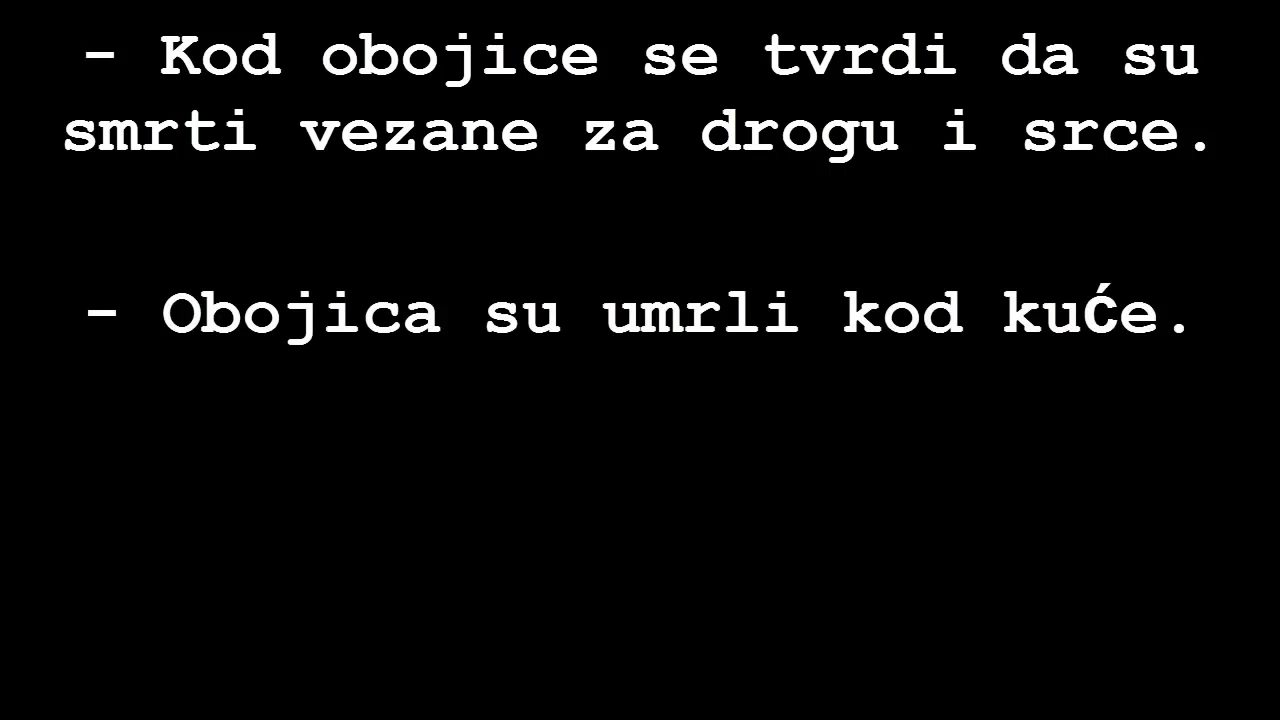 - Kod obojice se tvrdi da su
smrti vezane za drogu i srce.
- Obojica su umrli kod kuće.